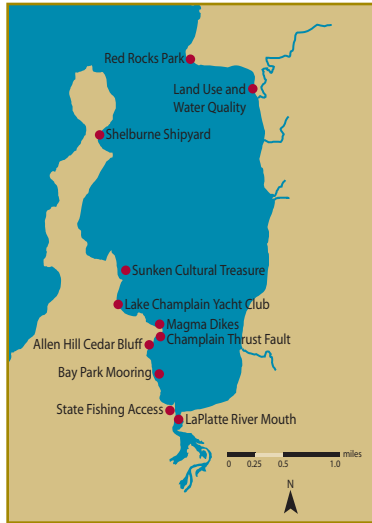 Red Rocks Park
Land Use and
Water Quality
Shelburne Shipyard
Sunken Cultural Treasure
Lake Champlain Yacht Club
Magma Dikes
Champlain Thrust Fault
Allen Hill Cedar Bluff
Bay Park Mooring
State Fishing Access
LaPlatte River Mouth
miles
0 0.25 0.5 1.0
N